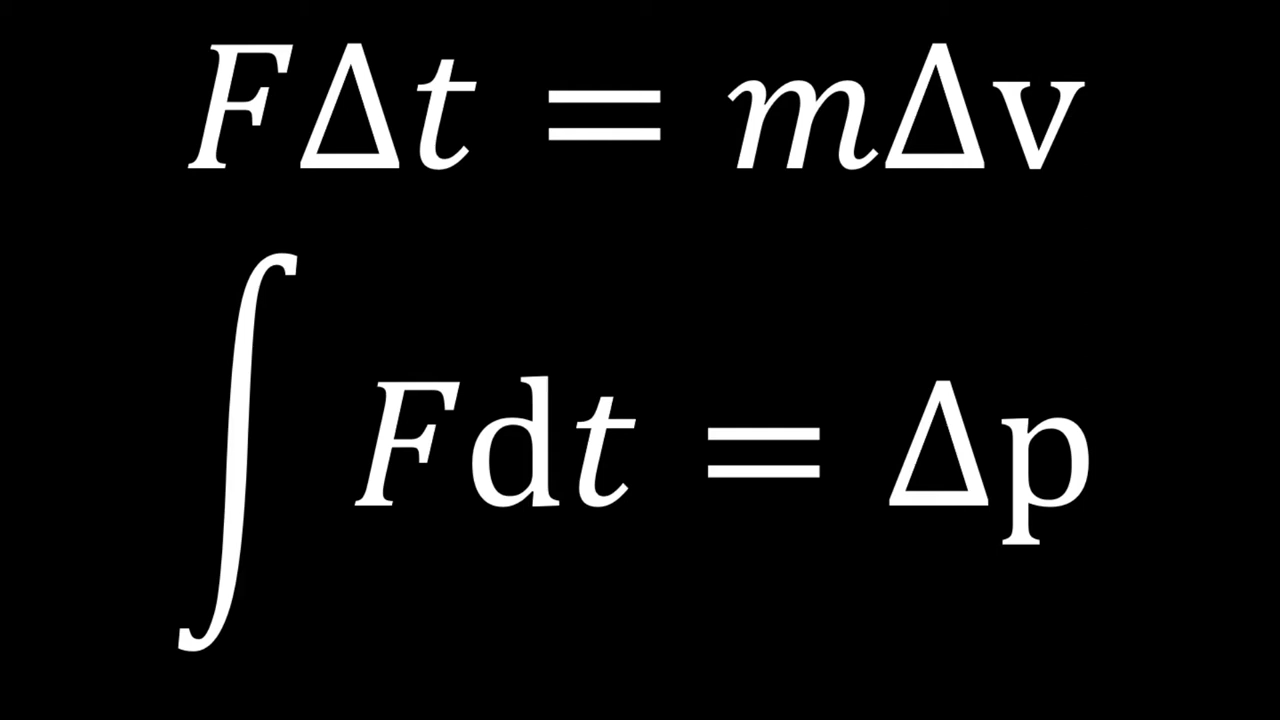 FΔt = mΔv
∫ Fdt = Δp